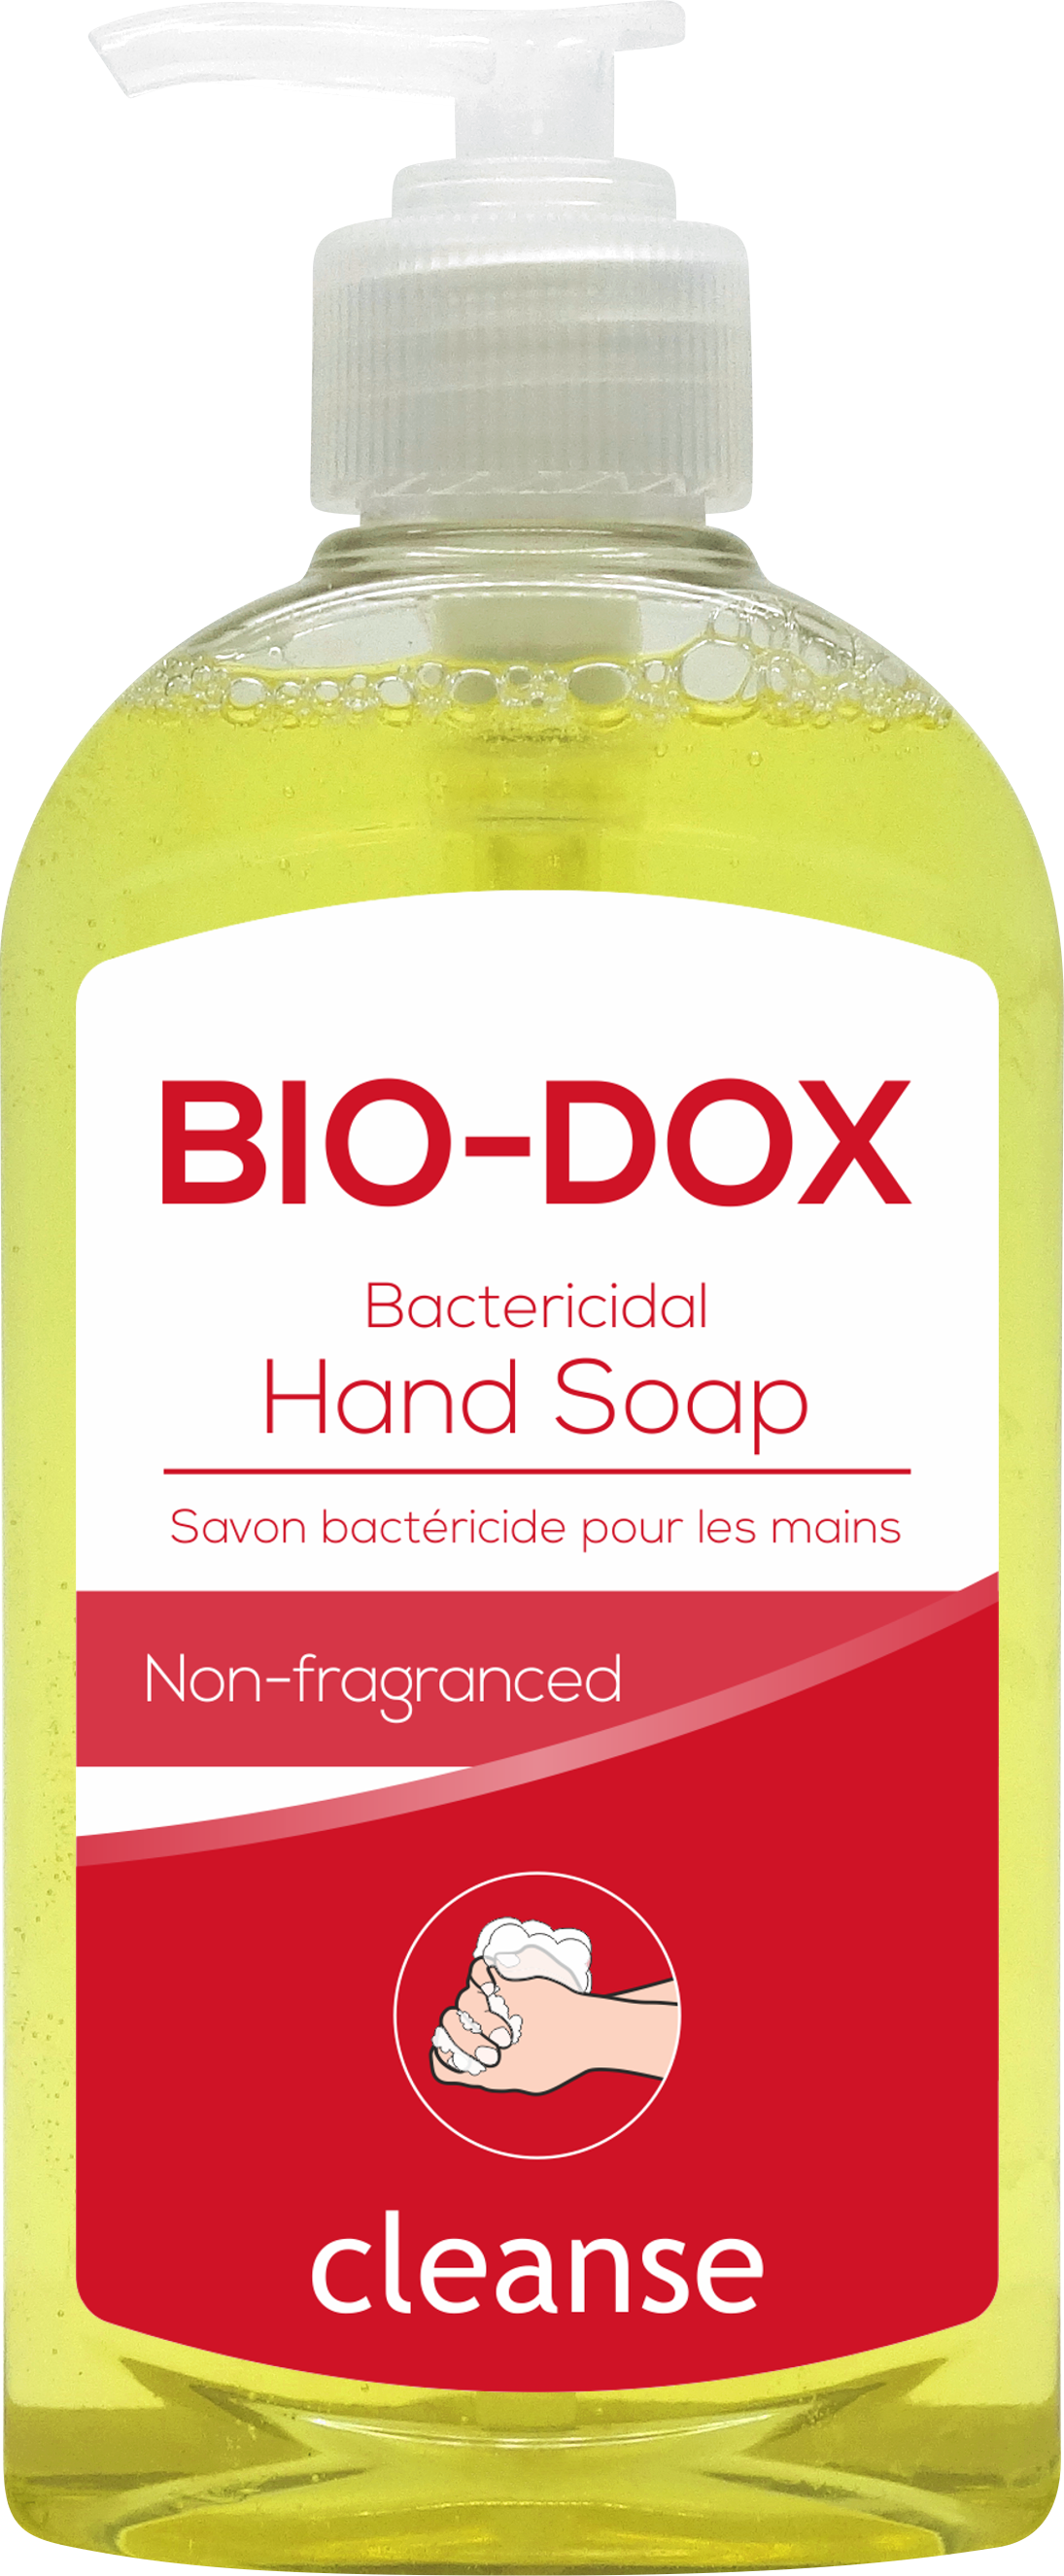 BIO-DOX
Bactericidal
Hand Soap
Savon bactéricide pour les mains
Non-fragranced
cleanse